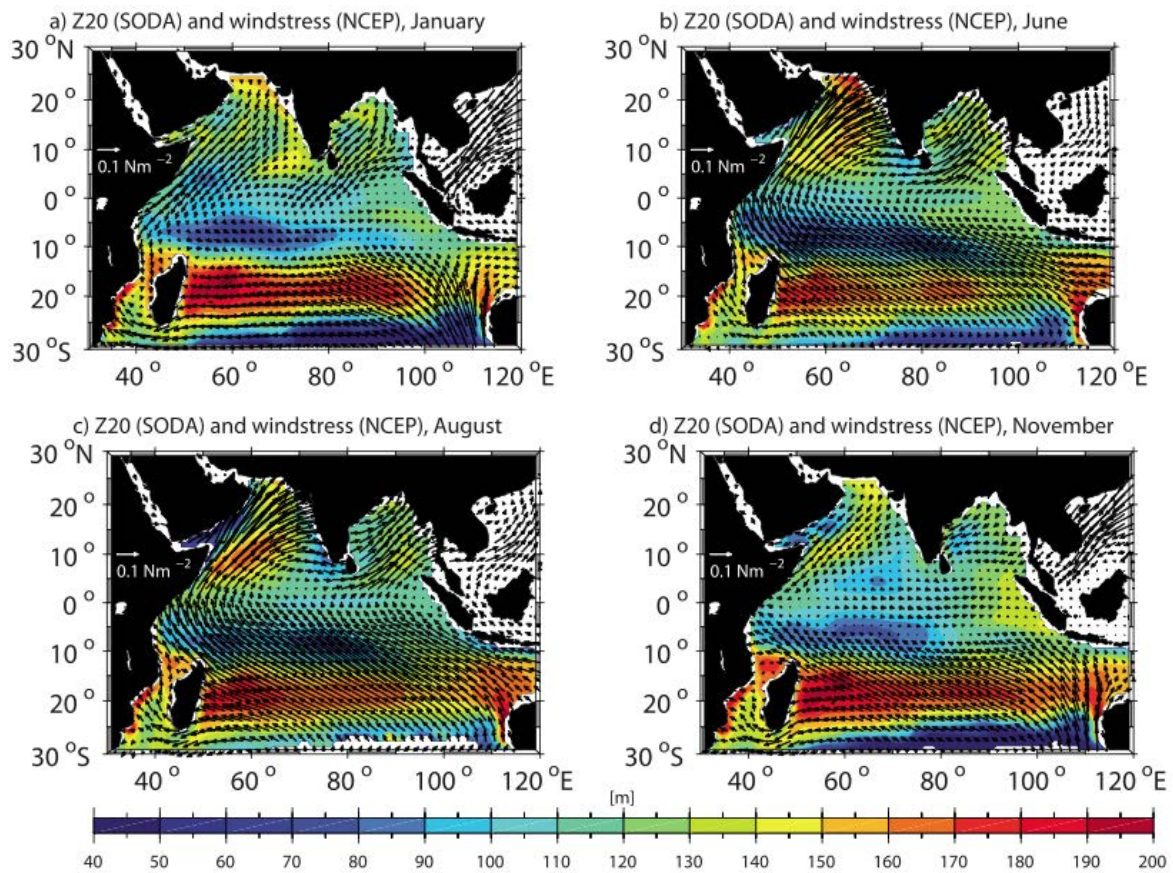 a) Z20 (SODA) and windstress (NCEP), January
30 °N
20 °
10 °
0 °
10 °
20 °
30 °S
0.1 Nm⁻²
40 ° 60 ° 80 ° 100 ° 120 °E
b) Z20 (SODA) and windstress (NCEP), June
30 °N
20 °
10 °
0 °
10 °
20 °
30 °S
0.1 Nm⁻²
40 ° 60 ° 80 ° 100 ° 120 °E
c) Z20 (SODA) and windstress (NCEP), August
30 °N
20 °
10 °
0 °
10 °
20 °
30 °S
0.1 Nm⁻²
40 ° 60 ° 80 ° 100 ° 120 °E
d) Z20 (SODA) and windstress (NCEP), November
30 °N
20 °
10 °
0 °
10 °
20 °
30 °S
0.1 Nm⁻²
40 ° 60 ° 80 ° 100 ° 120 °E
[m]
40 50 60 70 80 90 100 110 120 130 140 150 160 170 180 190 200